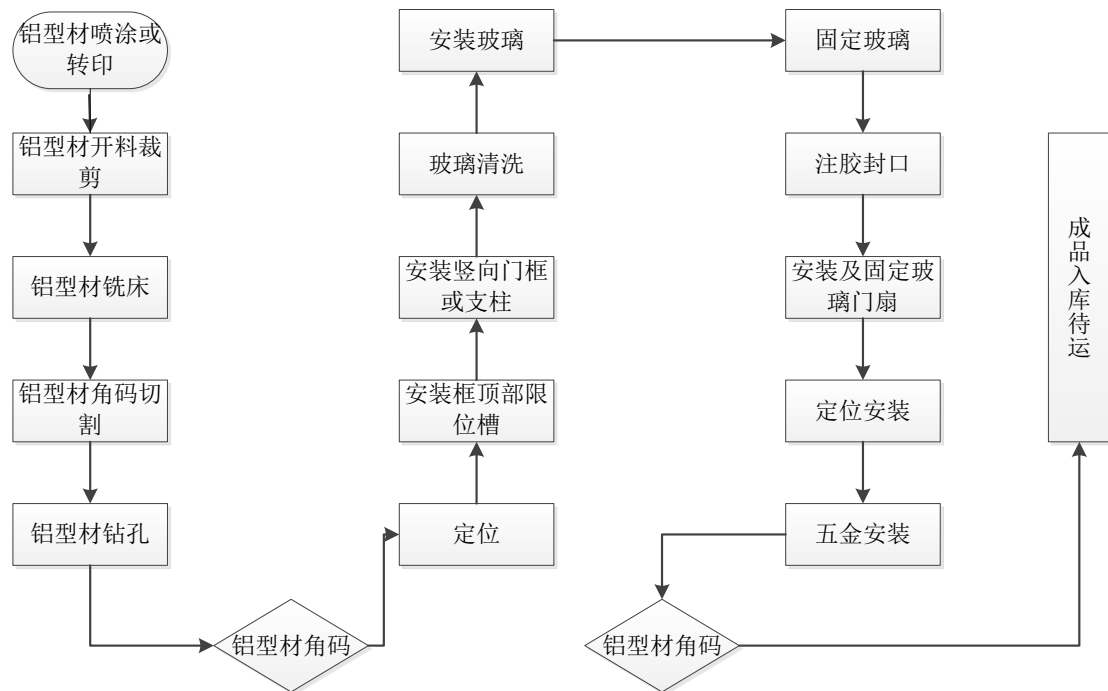 铝型材喷涂或
转印
铝型材开料裁
剪
铝型材铣床
铝型材角码切
割
铝型材钻孔
铝型材角码
定位
安装框顶部限
位槽
安装竖向门框
或支柱
玻璃清洗
安装玻璃
固定玻璃
注胶封口
安装及固定玻
璃门扇
定位安装
五金安装
铝型材角码
成品入库待运